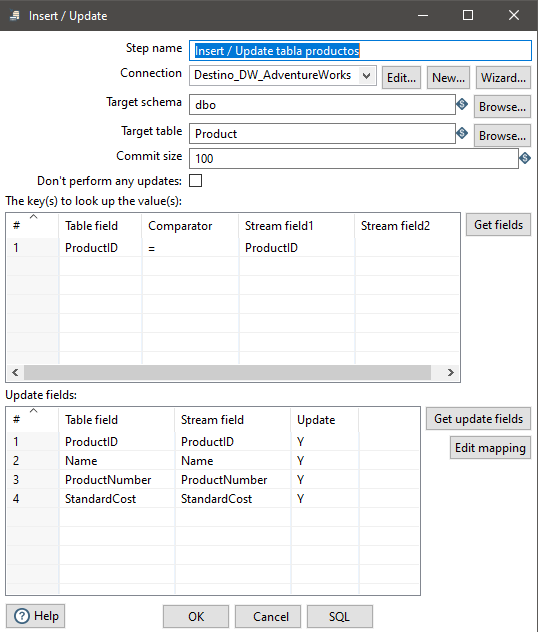 Insert / Update
Step name Insert / Update tabla productos
Connection Destino_DW_AdventureWorks Edit... New... Wizard...
Target schema dbo S Browse...
Target table Product S Browse...
Commit size 100 S
Don't perform any updates:
The key(s) to look up the value(s):
# Table field Comparator Stream field1 Stream field2 Get fields
1 ProductID = ProductID
Update fields:
# Table field Stream field Update Get update fields
1 ProductID ProductID Y
Edit mapping
2 Name Name Y
3 ProductNumber ProductNumber Y
4 StandardCost StandardCost Y
? Help OK Cancel SQL